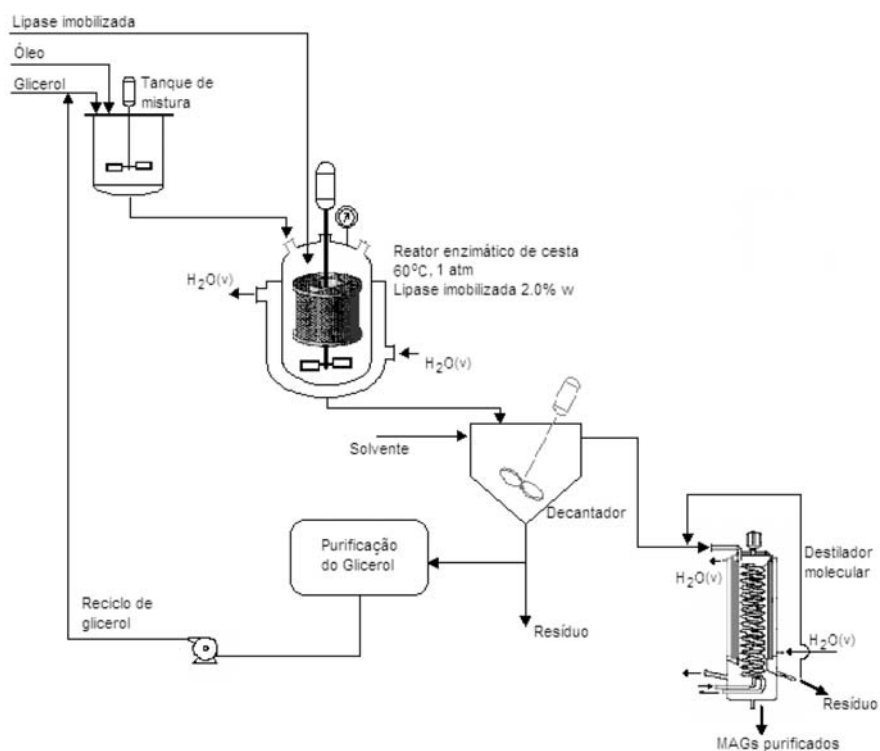 Lipase imobilizada
Óleo
Glicerol
Tanque de
mistura
Reator enzimático de cesta
60°C, 1 atm
Lipase imobilizada 2.0% w
H2O(v)
H2O(v)
Solvente
Decantador
Purificação
do Glicerol
Destilador
molecular
H2O(v)
Reciclo de
glicerol
Resíduo
H2O(v)
Resíduo
MAGs purificados